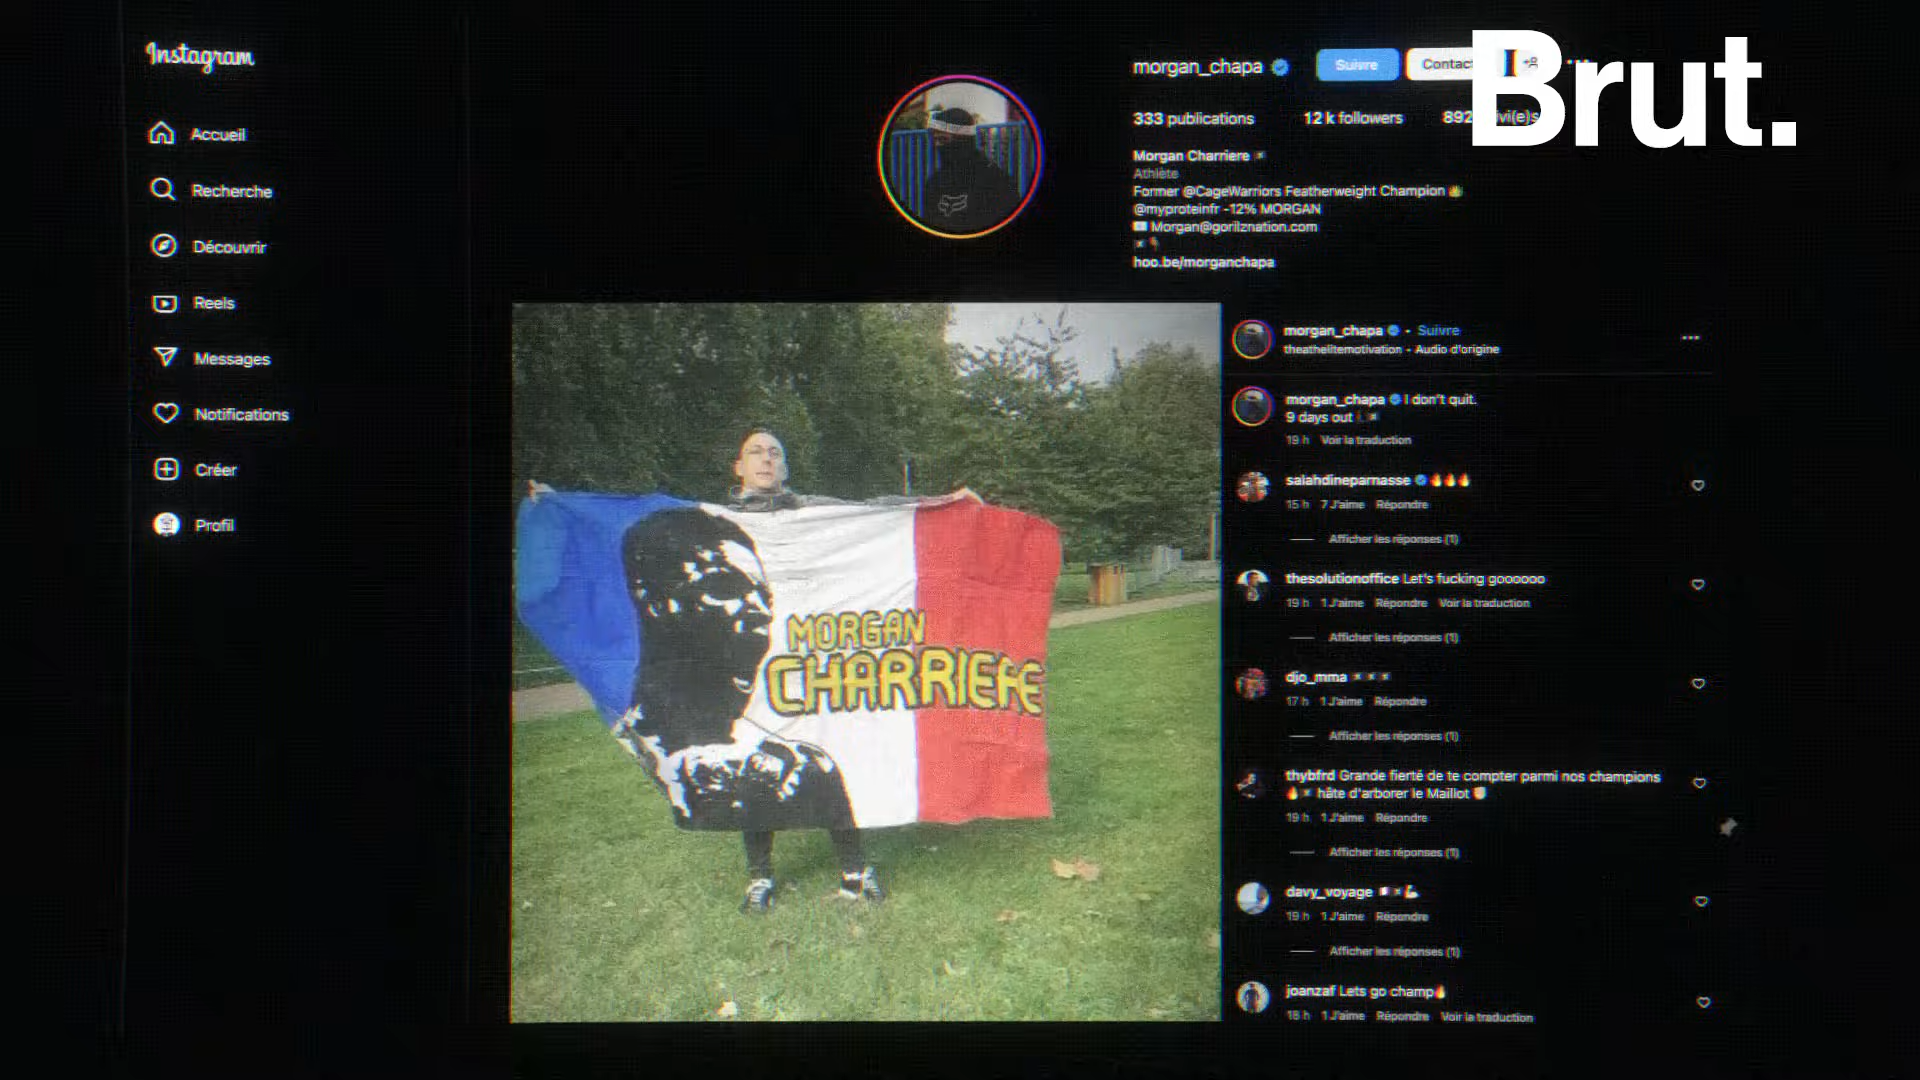 Instagram
Accueil
Recherche
Découvrir
Reels
Messages
Notifications
Créer
Profil
morgan_chapa
Suivre
Contac
Brut.
333 publications
12 k followers
892
Morgan Charriere
Athlète
Former @CageWarriors Featherweight Champion
@myproteinfr -12% MORGAN
Morgan@gorilznation.com
hoo.be/morganchapa
MORGAN
CHARRIERE
morgan_chapa - Suivre
theathelitemotivation - Audio d'origine
morgan_chapa I don't quit.
9 days out
19 h Voir la traduction
salahdineparnasse
15 h 7 J'aime Répondre
Afficher les réponses (1)
thesolutionoffice Let's fucking goooooo
19 h 1 J'aime Répondre Voir la traduction
Afficher les réponses (1)
djo_mma
17 h 1 J'aime Répondre
Afficher les réponses (1)
thybfrd Grande fierté de te compter parmi nos champions
hâte d'arborer le Maillot
19 h 1 J'aime Répondre
Afficher les réponses (1)
davy_voyage
19 h 1 J'aime Répondre
Afficher les réponses (1)
joanzaf Lets go champ
18 h 1 J'aime Répondre Voir la traduction